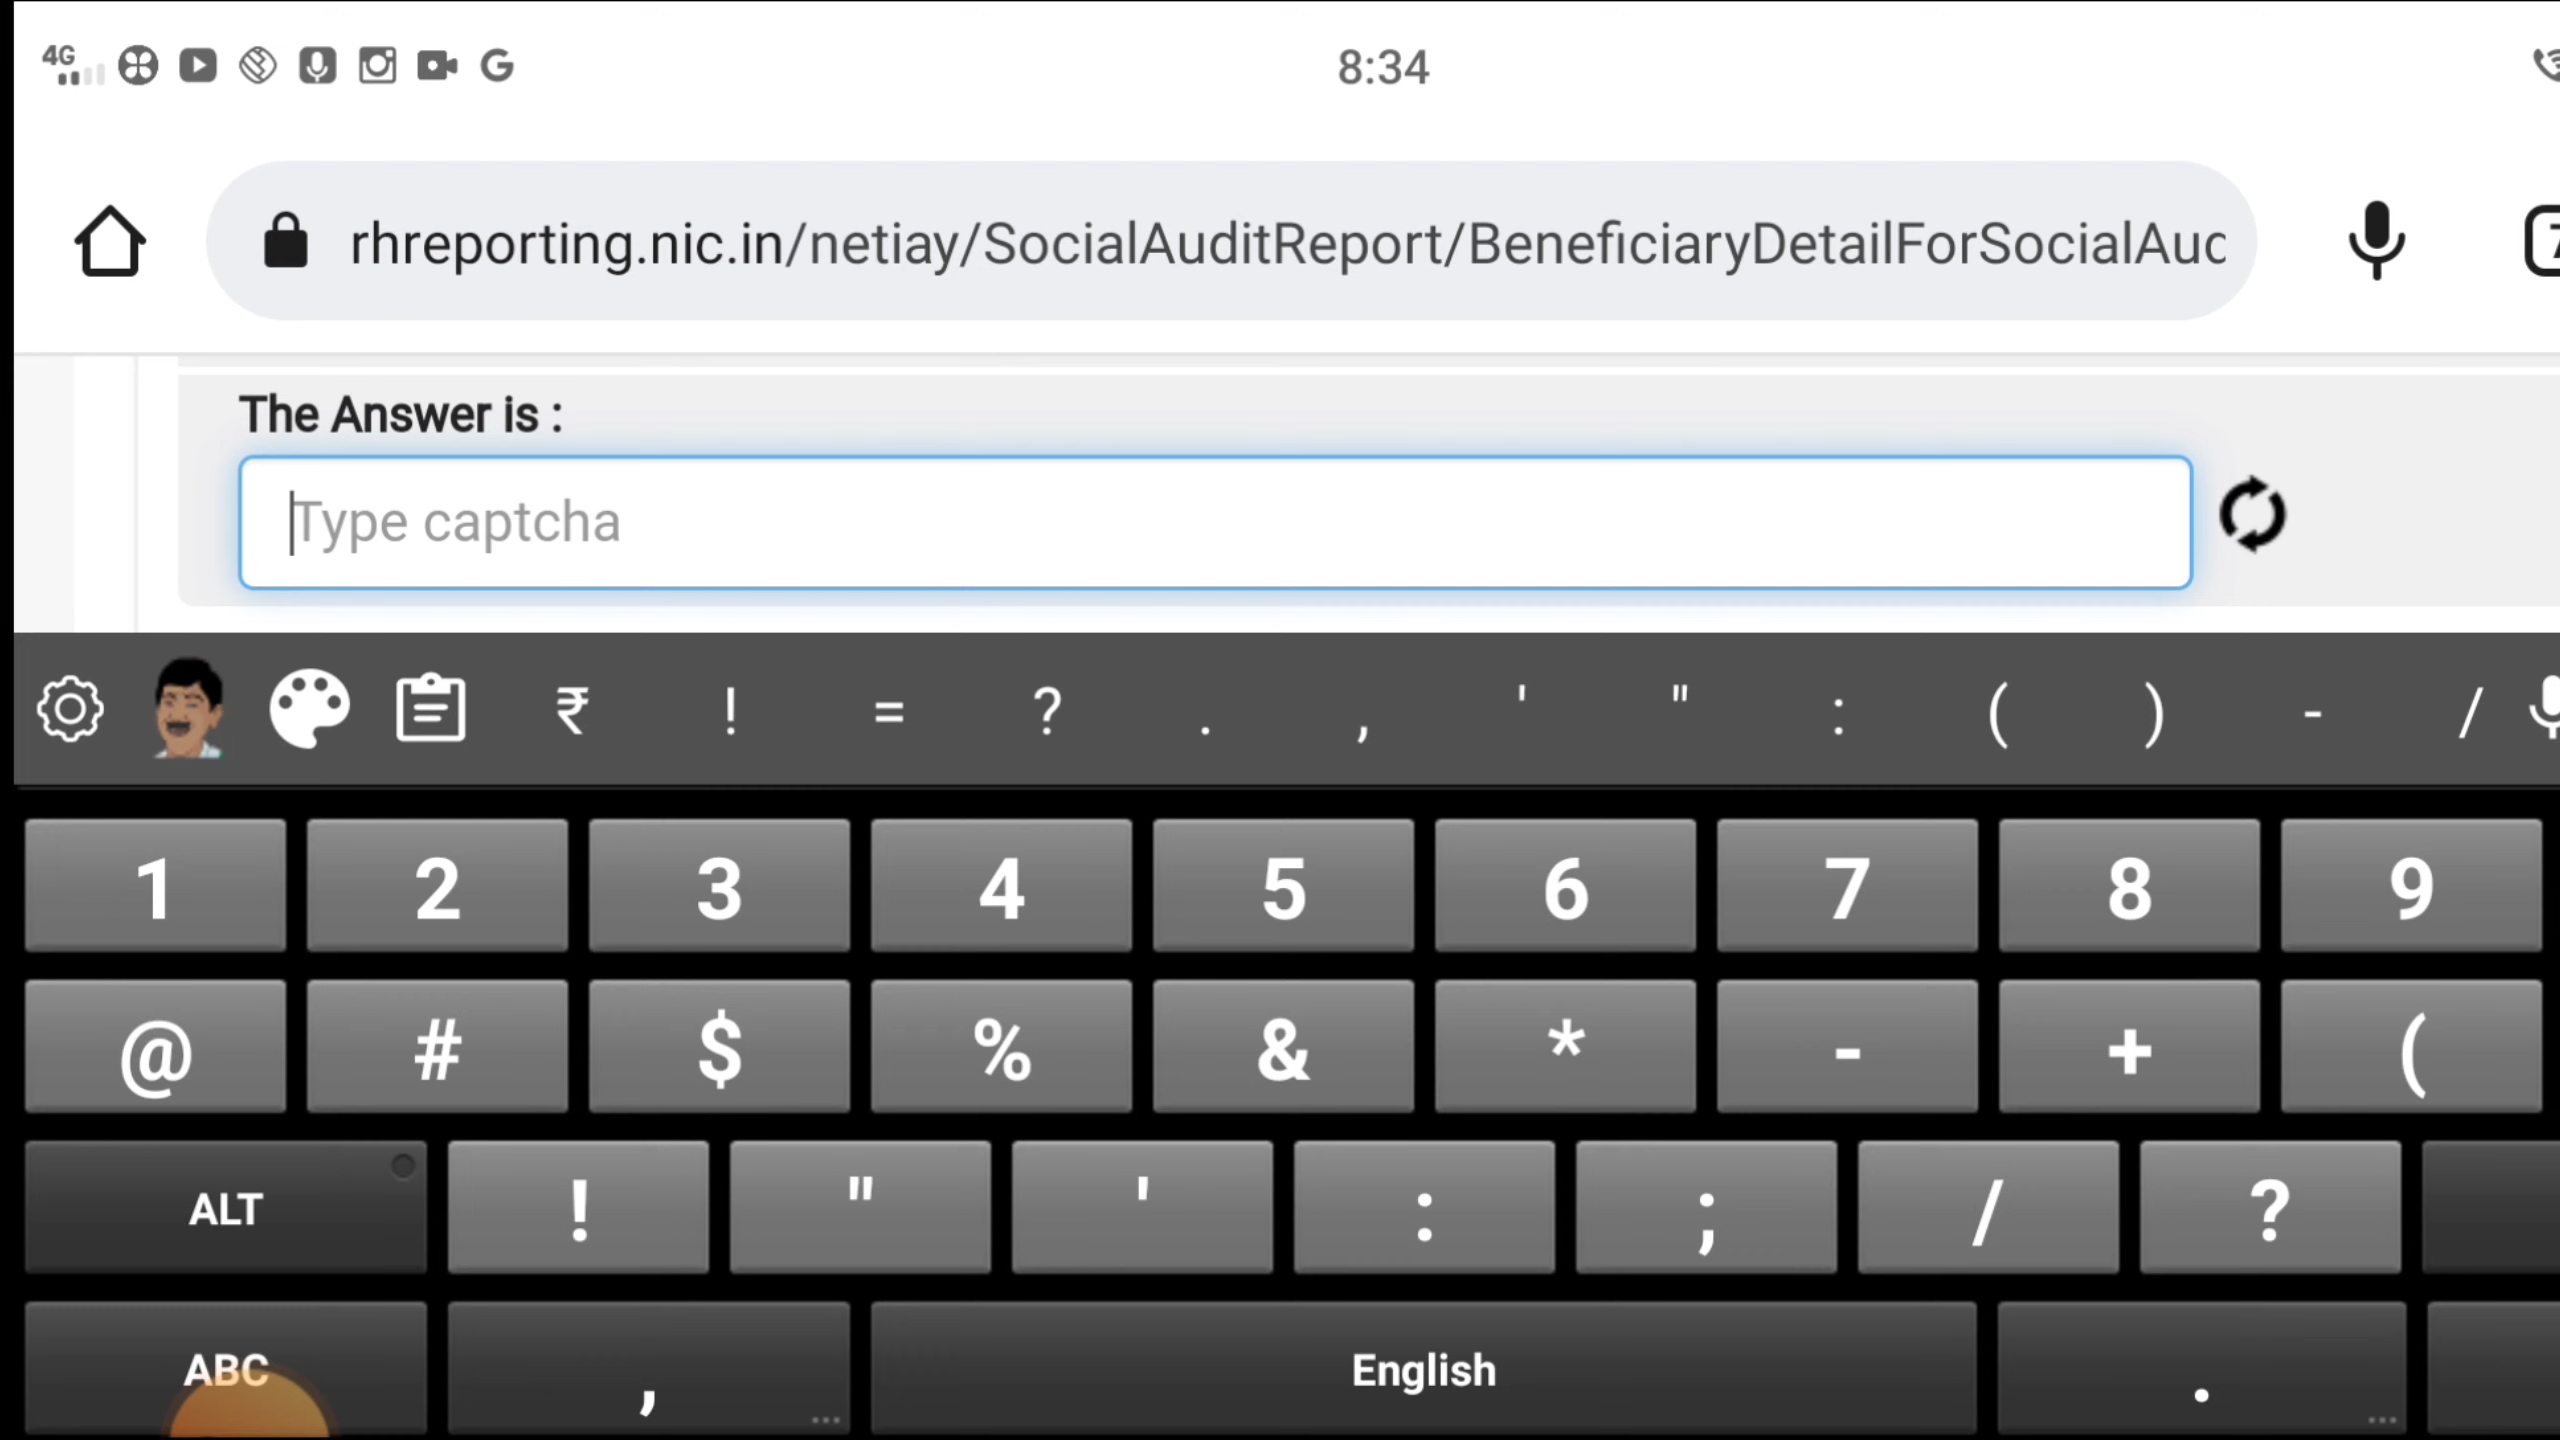 4G 8:34
rhreporting.nic.in/netiay/SocialAuditReport/BeneficiaryDetailForSocialAuc
7
The Answer is :
Type captcha
₹ ! = ? . , ' " : ( ) - /
1 2 3 4 5 6 7 8 9
@ # $ % & * - + (
ALT ! " ' : ; / ?
ABC , ... English . ...